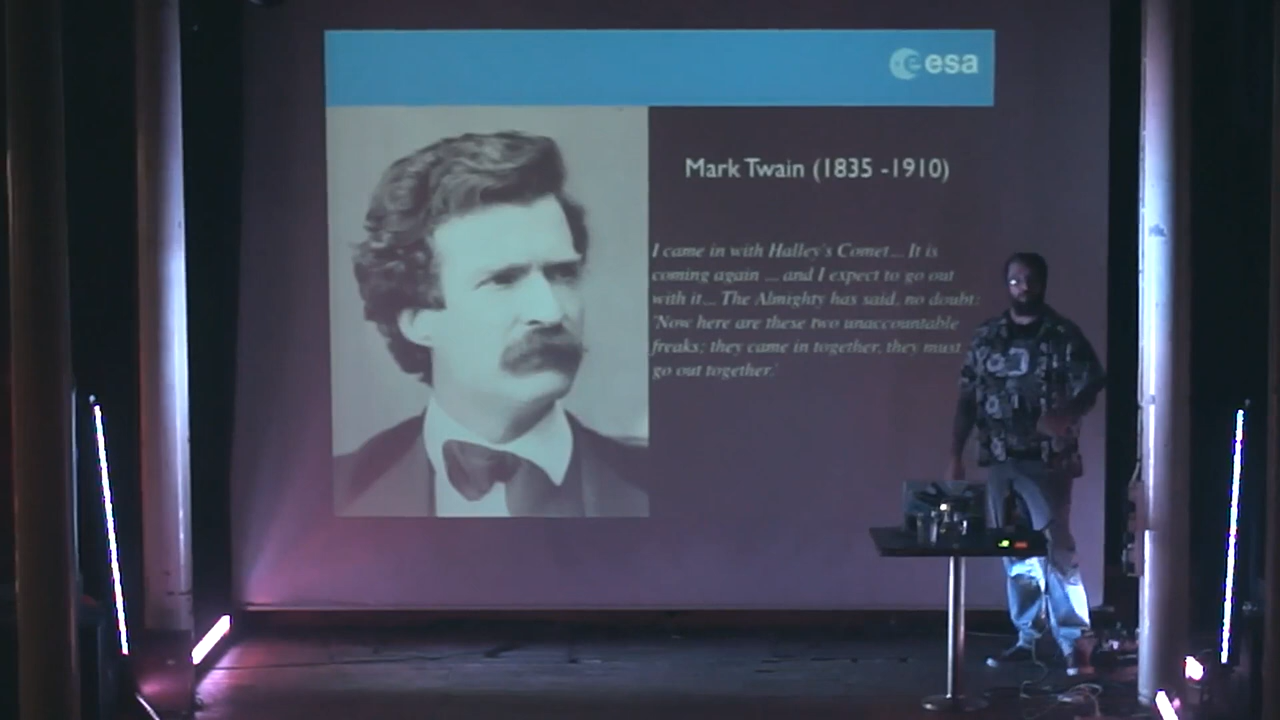 esa
Mark Twain (1835 -1910)
I came in with Halley's Comet... It is
coming again ... and I expect to go out
with it... The Almighty has said, no doubt:
'Now here are these two unaccountable
freaks; they came in together, they must
go out together.'